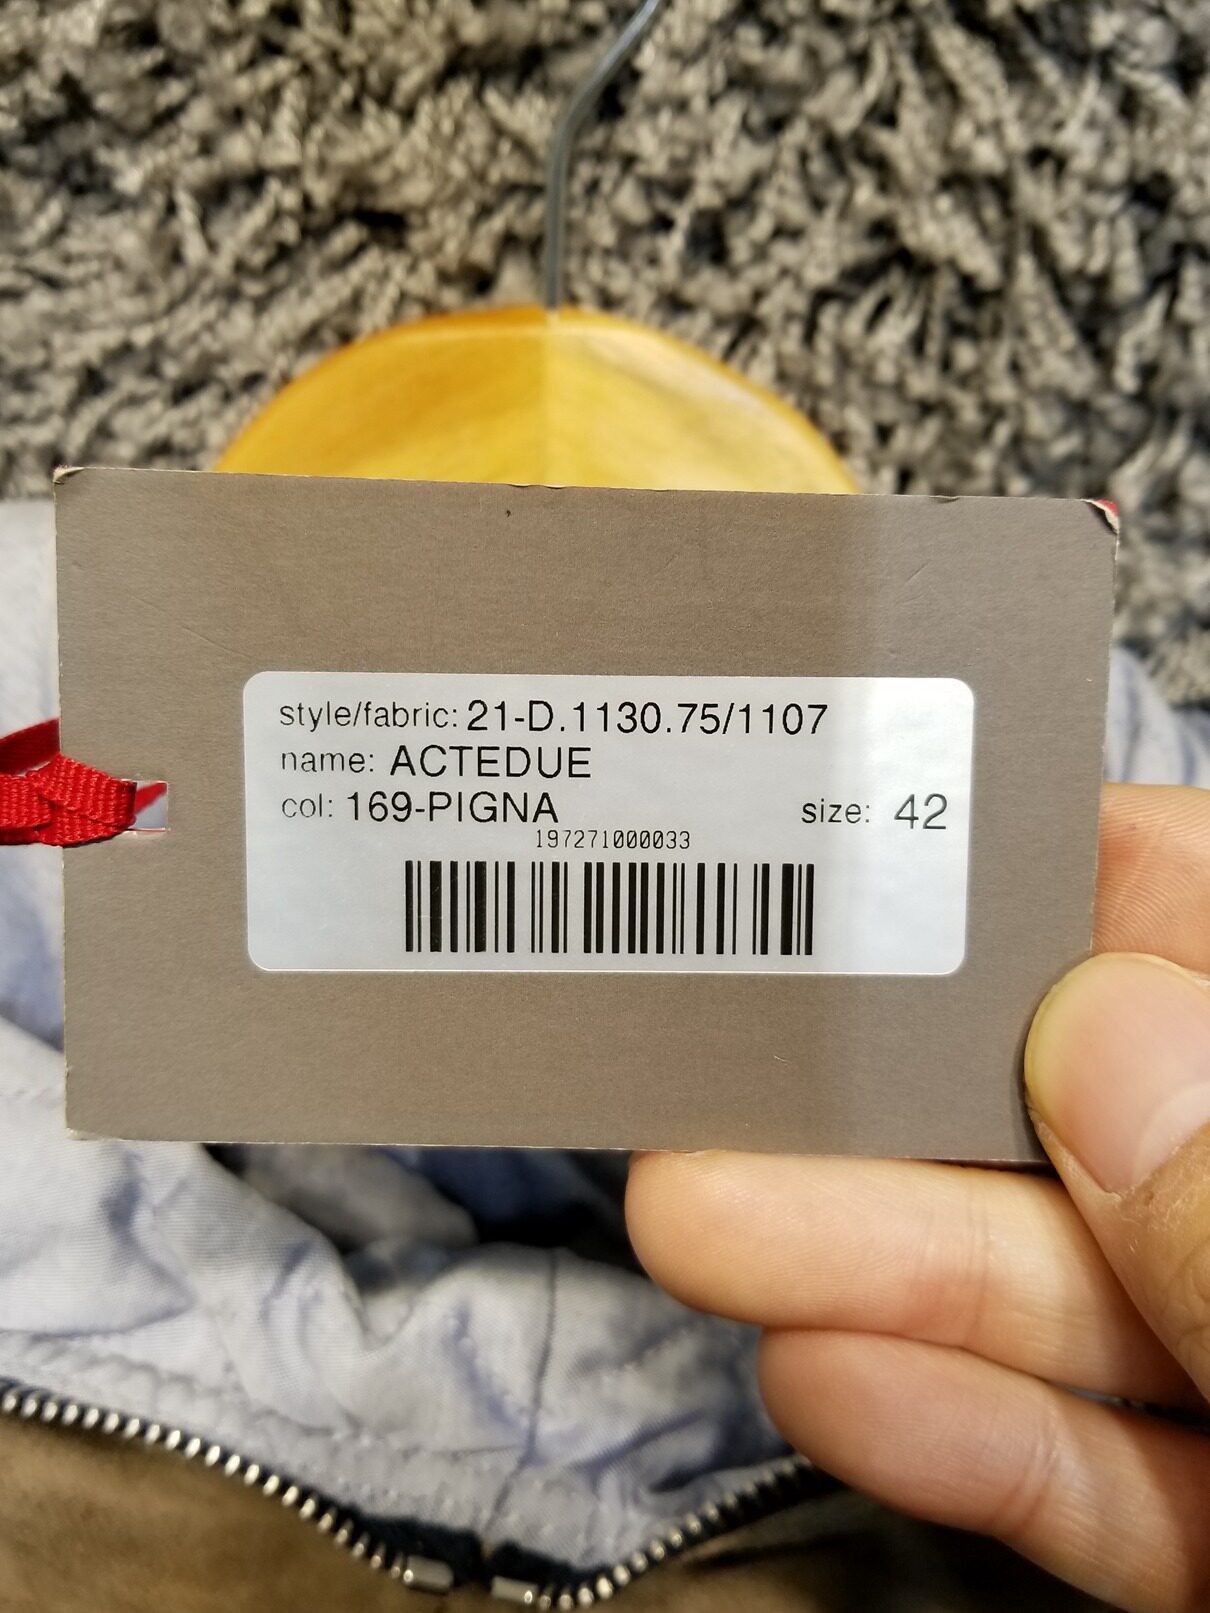 style/fabric: 21-D.1130.75/1107
name: ACTEDUE
col: 169-PIGNA size: 42
197271000033